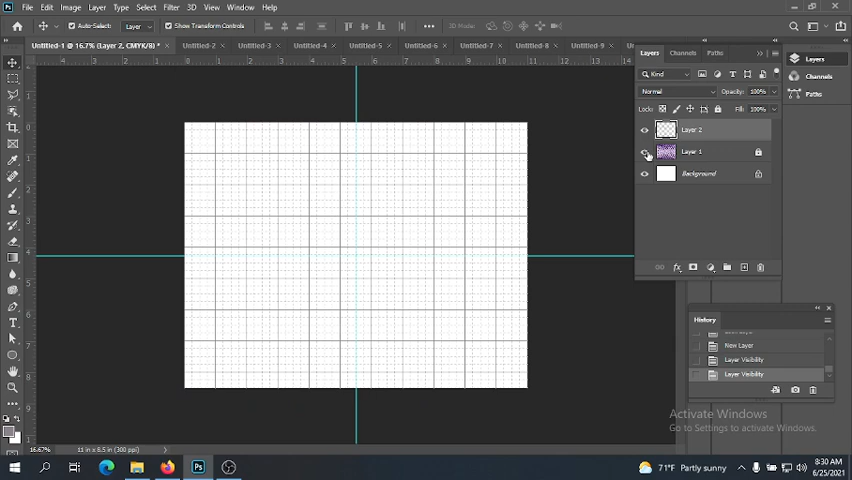 File Edit Image Layer Type Select Filter 3D View Window Help
Auto-Select: Layer Show Transform Controls 3D Mode:
Untitled-1 @ 16.7% (Layer 2, CMYK/8) * × Untitled-2 × Untitled-3 × Untitled-4 × Untitled-5 × Untitled-6 × Untitled-7 × Untitled-8 × Untitled-9 ×
Layers Channels Paths
Kind
Normal Opacity: 100%
Lock: Fill: 100%
Layer 2
Layer 1
Background
Layers
Channels
Paths
History
New Layer
Layer Visibility
Layer Visibility
Activate Windows
Go to Settings to activate Windows.
16.67% 11 in x 8.5 in (300 ppi)
71°F Partly sunny
8:30 AM
6/25/2021